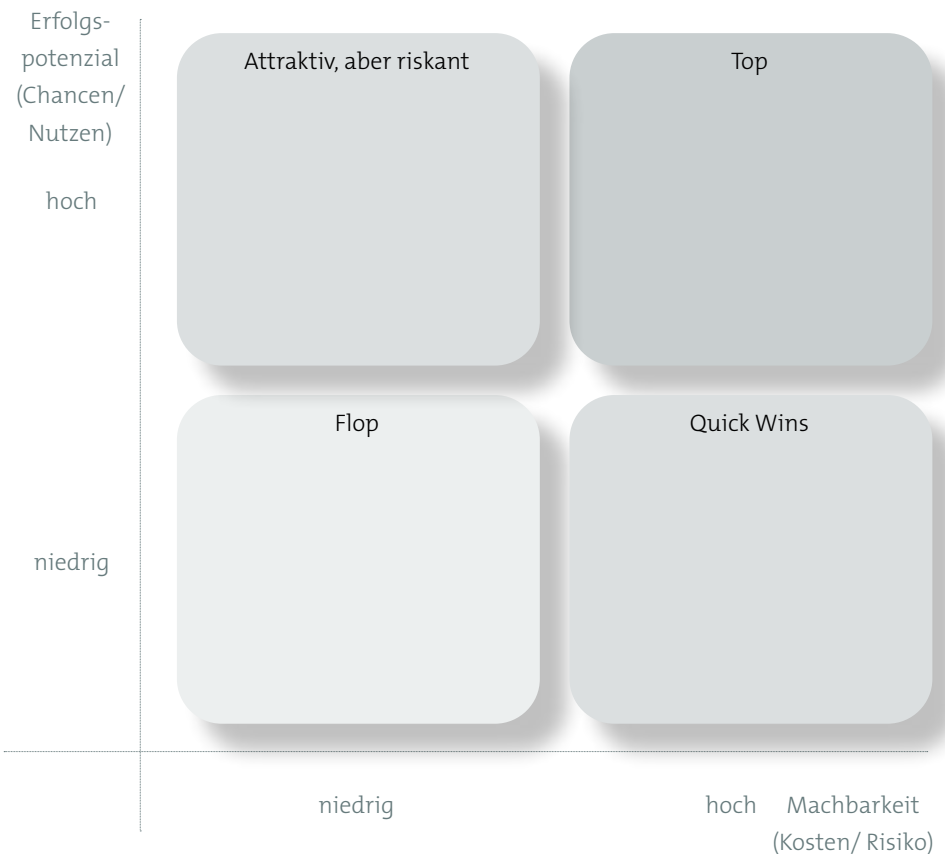 Erfolgs-
potenzial
(Chancen/
Nutzen)
hoch
niedrig
Attraktiv, aber riskant
Top
Flop
Quick Wins
niedrig
hoch
Machbarkeit
(Kosten/ Risiko)